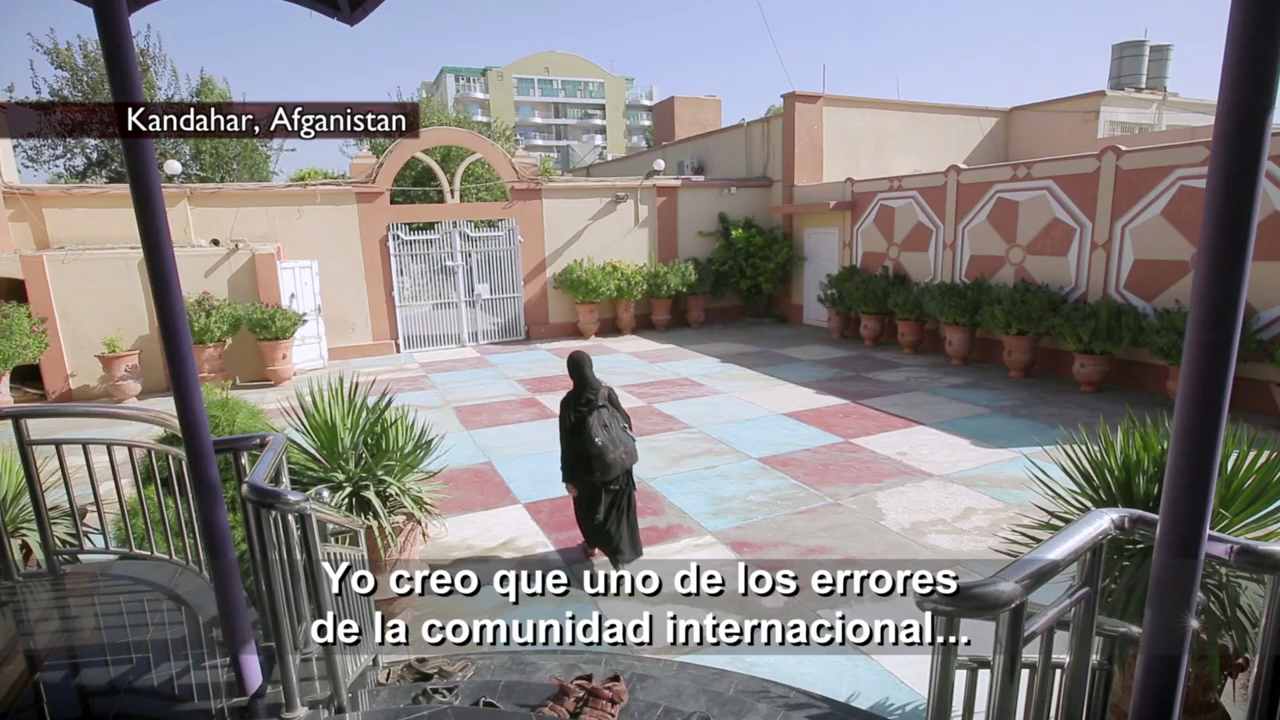 Kandahar, Afganistan
Yo creo que uno de los errores
de la comunidad internacional...